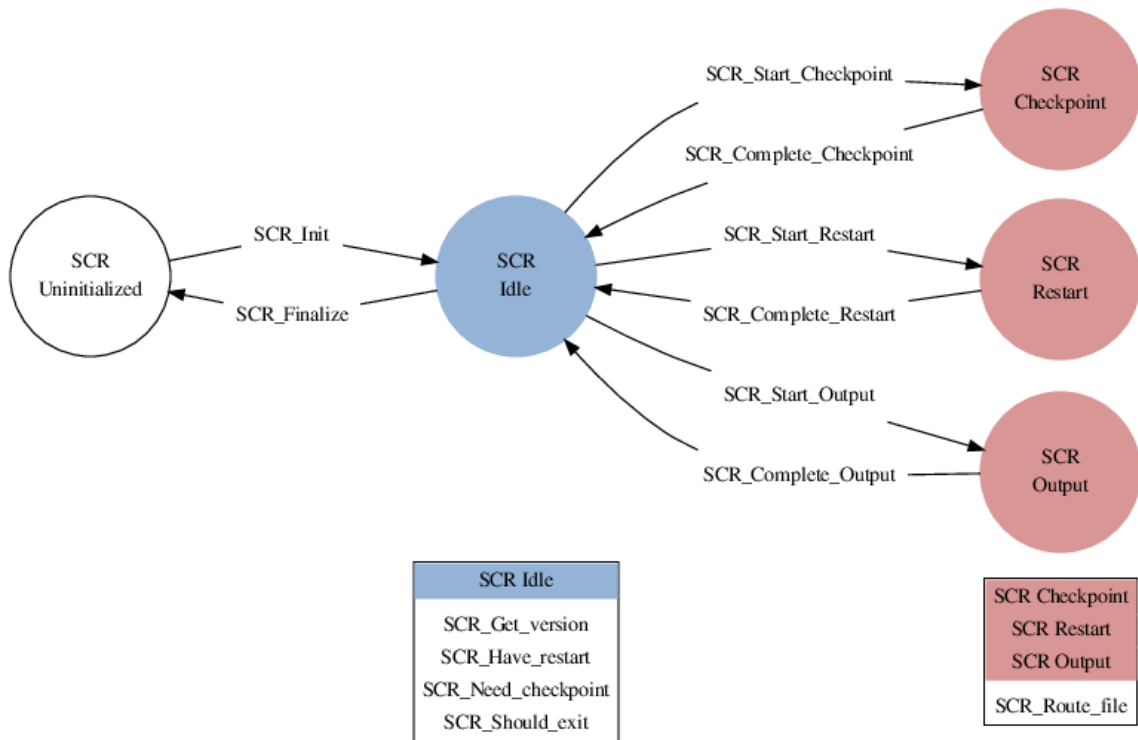 SCR_Start_Checkpoint
SCR
Checkpoint
SCR_Complete_Checkpoint
SCR
Uninitialized
SCR_Init
SCR_Finalize
SCR
Idle
SCR_Start_Restart
SCR_Complete_Restart
SCR
Restart
SCR_Start_Output
SCR_Complete_Output
SCR
Output
SCR Idle
SCR_Get_version
SCR_Have_restart
SCR_Need_checkpoint
SCR_Should_exit
SCR Checkpoint
SCR Restart
SCR Output
SCR_Route_file